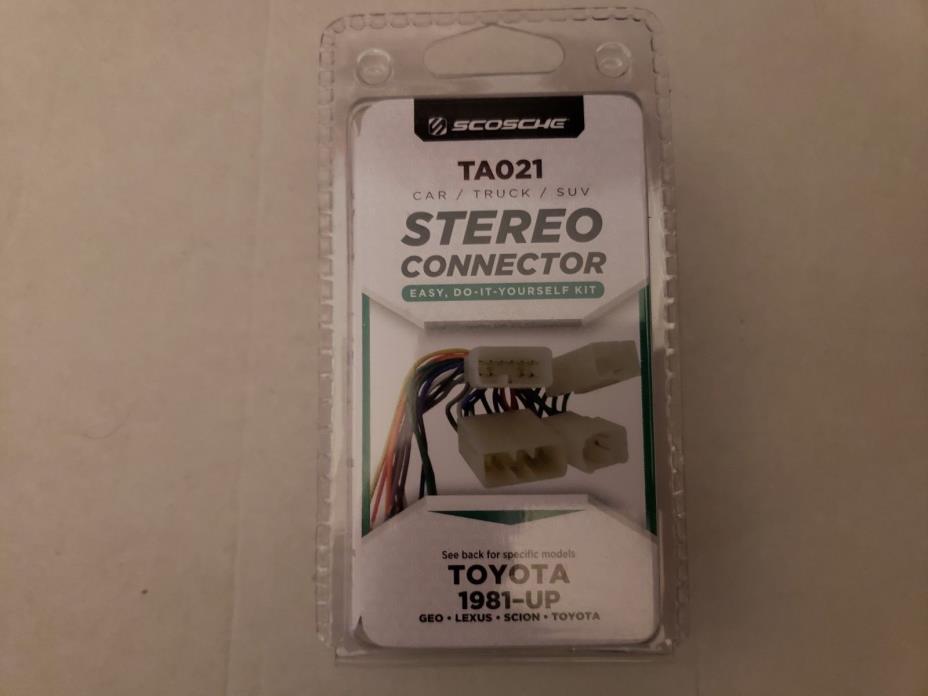 SCOSCHE
TA021
CAR / TRUCK / SUV
STEREO
CONNECTOR
EASY, DO-IT-YOURSELF KIT
See back for specific models
TOYOTA
1981-UP
GEO • LEXUS • SCION • TOYOTA